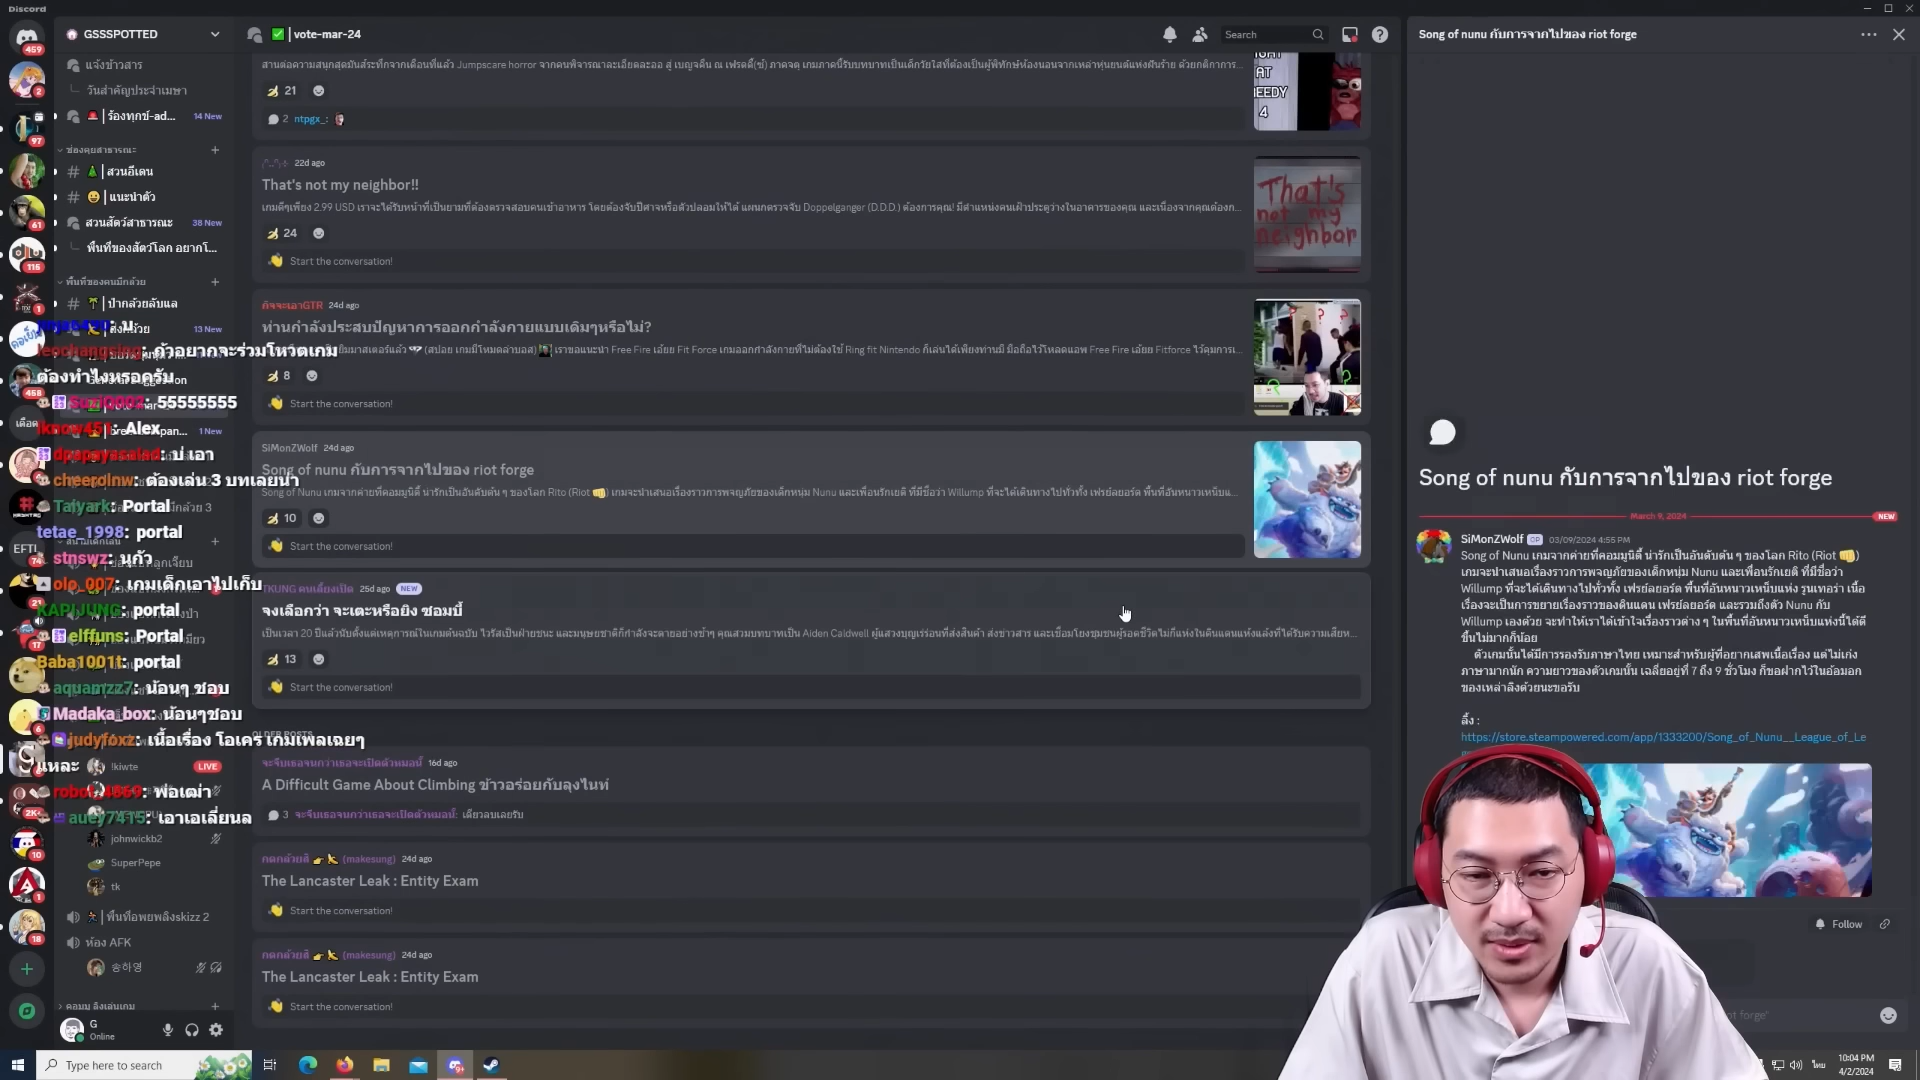 Discord
GSSSPOTTED
แจ้งข่าวสาร
วันสำคัญประจำเมษา
| ร้องทุกข์-ad...
14 New
ช่องคุยสาธารณะ
| สวนอีเดน
| แนะนำตัว
สวนสัตว์สาธารณะ
38 New
พื้นที่ของสัตว์โลก อยากโ...
พื้นที่ของคนมีกล้วย
| ป่ากล้วยลับแล
13 New
1 New
leochangsing: ถ้าอยากจะร่วมโหวตเกม
ต้องทำไงหรอครับ
55555555
iknow451: Alex
dpapayasalad: บ่ เอา
cheeroinw: ต้องเล่น 3 บทเลยน้า
Taiyark: Portal
tetae_1998: portal
stnswz: นูกัว
olo_007: เกมเด็กเอาไปเก็บ
KAPIJUNG: portal
elffuns: Portal
Baba1001t: portal
aquamzz7: น้อนๆ ชอบ
Madaka_box: น้อนๆชอบ
judyfoxz: เนื้อเรื่อง โอเคร เกมเพลเฉยๆ
แหละ
!kiwte
LIVE
robot_4869: พ่อเฒ่า
auey7415: เอาเอเลี่ยนล
johnwickb2
SuperPepe
tk
| พื้นที่อพยพลิงskizz 2
ห้อง AFK
송하영
คอมมู ลิงเล่นเกม
G
Online
| vote-mar-24
Search
สานต่อความสนุกสุดมันส์ระทึกจากเดือนที่แล้ว Jumpscare horror จากคนพิจารณาละเอียดละออ สู่ เบญจคืน ณ เฟรดดี้(ซ์) ภาคจตุ เกมภาคนี้รับบทบาทเป็นเด็กวัยใสที่ต้องเป็นผู้พิทักษ์ห้องนอนจากเหล่าหุ่นยนต์แห่งฝันร้าย ด้วยกติกาการ...
21
2 ntpgx_:
AT
4
22d ago
That's not my neighbor!!
เกมดีๆเพียง 2.99 USD เราจะได้รับหน้าที่เป็นยามที่ต้องตรวจสอบคนเข้าอาคาร โดยต้องจับปีศาจหรือตัวปลอมให้ได้ แผนกตรวจจับ Doppelganger (D.D.D.) ต้องการคุณ! มีตำแหน่งคนเฝ้าประตูว่างในอาคารของคุณ และเนื่องจากคุณต้องก...
24
Start the conversation!
That's
not my
neighbor
กัจจะเอาGTR 24d ago
ท่านกำลังประสบปัญหาการออกกำลังกายแบบเดิมๆหรือไม่?
8
Start the conversation!
SiMonZWolf 24d ago
Song of nunu กับการจากไปของ riot forge
Song of Nunu เกมจากค่ายที่คอมมูนิตี้ น่ารักเป็นอันดับต้น ๆ ของโลก Rito (Riot ) เกมจะนำเสนอเรื่องราวการพจญภัยของเด็กหนุ่ม Nunu และเพื่อนรักเยติ ที่มีชื่อว่า Willump ที่จะได้เดินทางไปทั่วทั้ง เฟรย์ลยอร์ด พื้นที่อันหนาวเหน็บแ...
10
Start the conversation!
TKUNG คนเลี้ยงเป็ด 25d ago NEW
จงเลือกว่า จะเตะหรือยิง ซอมบี้
เป็นเวลา 20 ปีแล้วนับตั้งแต่เหตุการณ์ในเกมต้นฉบับ ไวรัสเป็นฝ่ายชนะ และมนุษยชาติก็กำลังจะตายอย่างช้าๆ คุณสวมบทบาทเป็น Aiden Caldwell ผู้แสวงบุญเร่ร่อนที่ส่งสินค้า ส่งข่าวสาร และเชื่อมโยงชุมชนผู้รอดชีวิตไม่กี่แห่งในดินแดนแห้งแล้งที่ได้รับความเสียห...
13
Start the conversation!
OLDER POSTS
16d ago
A Difficult Game About Climbing ข้าวอร่อยกับลุงไนท์
3 จะจีบเธอจนกว่าเธอจะเปิดตัวหมอนี่: เดี๋ยวลบเลยรับ
(makesung) 24d ago
The Lancaster Leak : Entity Exam
Start the conversation!
(makesung) 24d ago
The Lancaster Leak : Entity Exam
Start the conversation!
Song of nunu กับการจากไปของ riot forge
Song of nunu กับการจากไปของ riot forge
March 9, 2024
NEW
SiMonZWolf OP 03/09/2024 4:55 PM
Song of Nunu เกมจากค่ายที่คอมมูนิตี้ น่ารักเป็นอันดับต้น ๆ ของโลก Rito (Riot )
เกมจะนำเสนอเรื่องราวการพจญภัยของเด็กหนุ่ม Nunu และเพื่อนรักเยติ ที่มีชื่อว่า
Willump ที่จะได้เดินทางไปทั่วทั้ง เฟรย์ลยอร์ด พื้นที่อันหนาวเหน็บแห่ง รูนเทอร่า เนื้อ
เรื่องจะเป็นการขยายเรื่องราวของดินแดน เฟรย์ลยอร์ด และรวมถึงตัว Nunu กับ
Willump เองด้วย จะทำให้เราได้เข้าใจเรื่องราวต่าง ๆ ในพื้นที่อันหนาวเหน็บแห่งนี้ได้ดี
ขึ้นไม่มากก็น้อย
ตัวเกมนั้นได้มีการรองรับภาษาไทย เหมาะสำหรับผู้ที่อยากเสพเนื้อเรื่อง แต่ไม่เก่ง
ภาษามากนัก ความยาวของตัวเกมนั้น เฉลี่ยอยู่ที่ 7 ถึง 9 ชั่วโมง ก็ขอฝากไว้ในอ้อมอก
ของเหล่าลิงด้วยนะขอรับ
ลิ้ง :
https://store.steampowered.com/app/1333200/Song_of_Nunu__League_of_Le
Follow
Type here to search
ไทย
10:04 PM
4/2/2024